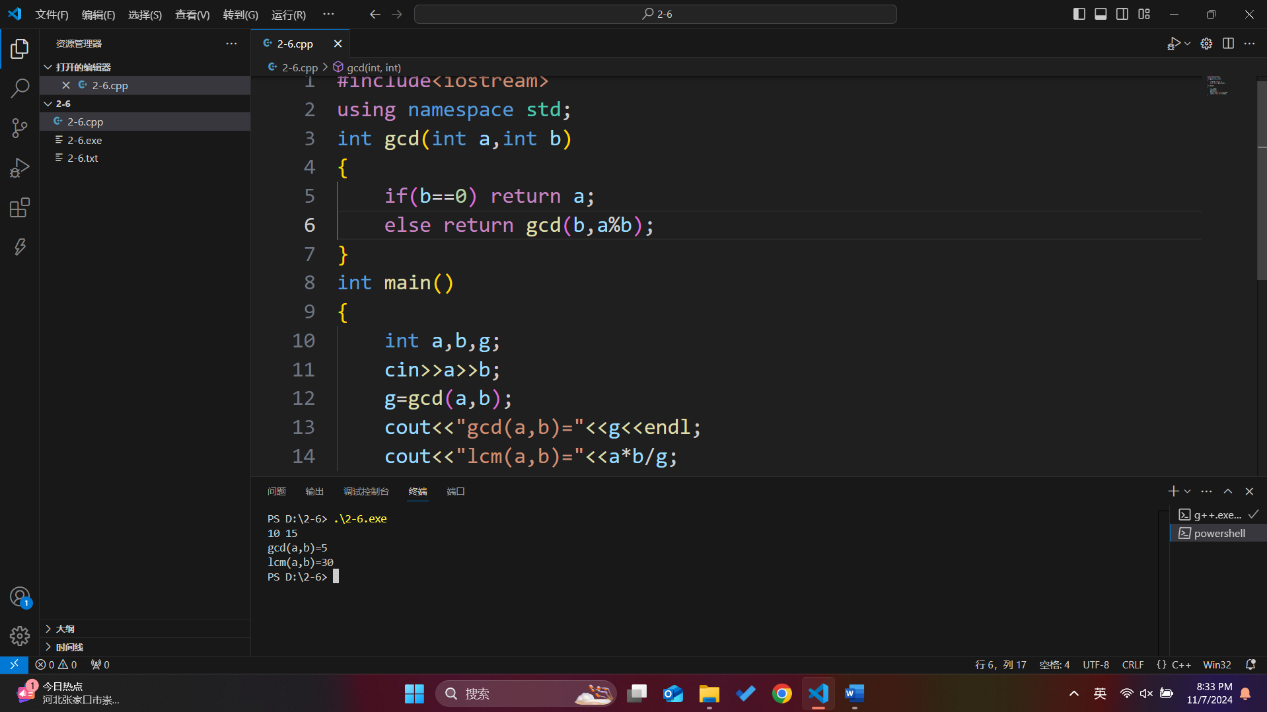 文件(F) 编辑(E) 选择(S) 查看(V) 转到(G) 运行(R) ··· 2-6
资源管理器 ···
2-6.cpp
打开的编辑器
2-6.cpp > gcd(int, int)
2-6.cpp
2-6
2-6.cpp
2-6.exe
2-6.txt
1 #include<iostream>
2 using namespace std;
3 int gcd(int a,int b)
4 {
5 if(b==0) return a;
6 else return gcd(b,a%b);
7 }
8 int main()
9 {
10 int a,b,g;
11 cin>>a>>b;
12 g=gcd(a,b);
13 cout<<"gcd(a,b)="<<g<<endl;
14 cout<<"lcm(a,b)="<<a*b/g;
问题 输出 调试控制台 终端 端口
PS D:\2-6> .\2-6.exe
10 15
gcd(a,b)=5
lcm(a,b)=30
PS D:\2-6>
g++.exe...
powershell
1
大纲
时间线
0 0 0
行 6，列 17 空格: 4 UTF-8 CRLF {} C++ Win32
1
今日热点
河北张家口市崇...
搜索
英
8:33 PM
11/7/2024